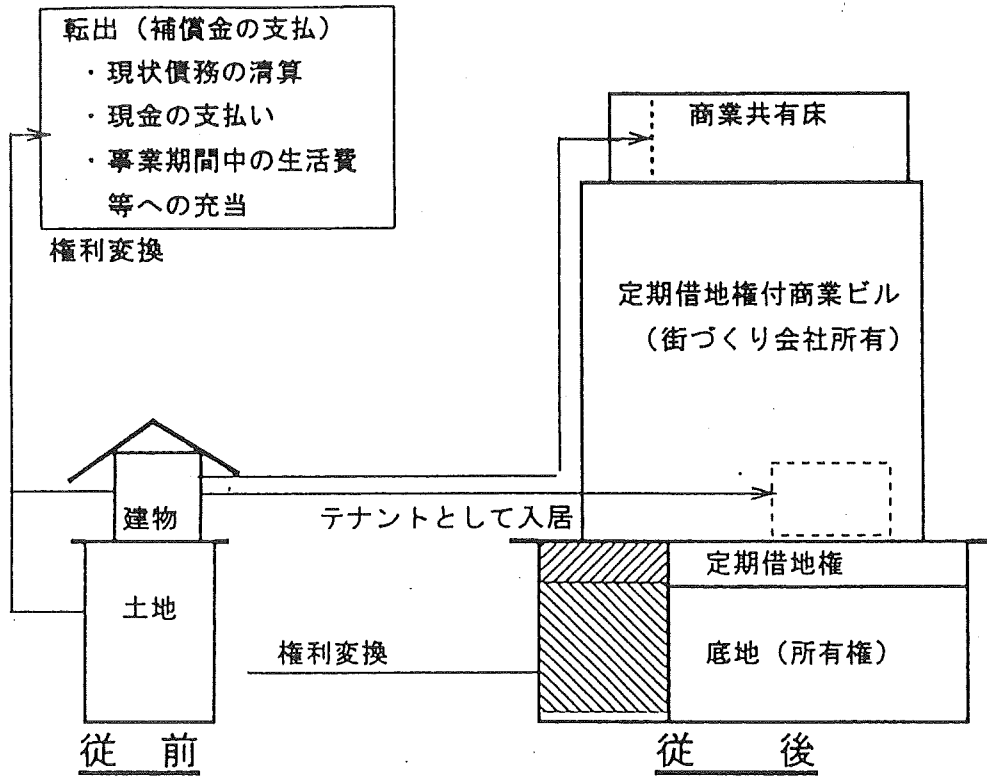 転出（補償金の支払）
・現状債務の清算
・現金の支払い
・事業期間中の生活費
等への充当
権利変換
商業共有床
定期借地権付商業ビル
（街づくり会社所有）
建物
テナントとして入居
定期借地権
土地
権利変換
底地（所有権）
従　前
従　後